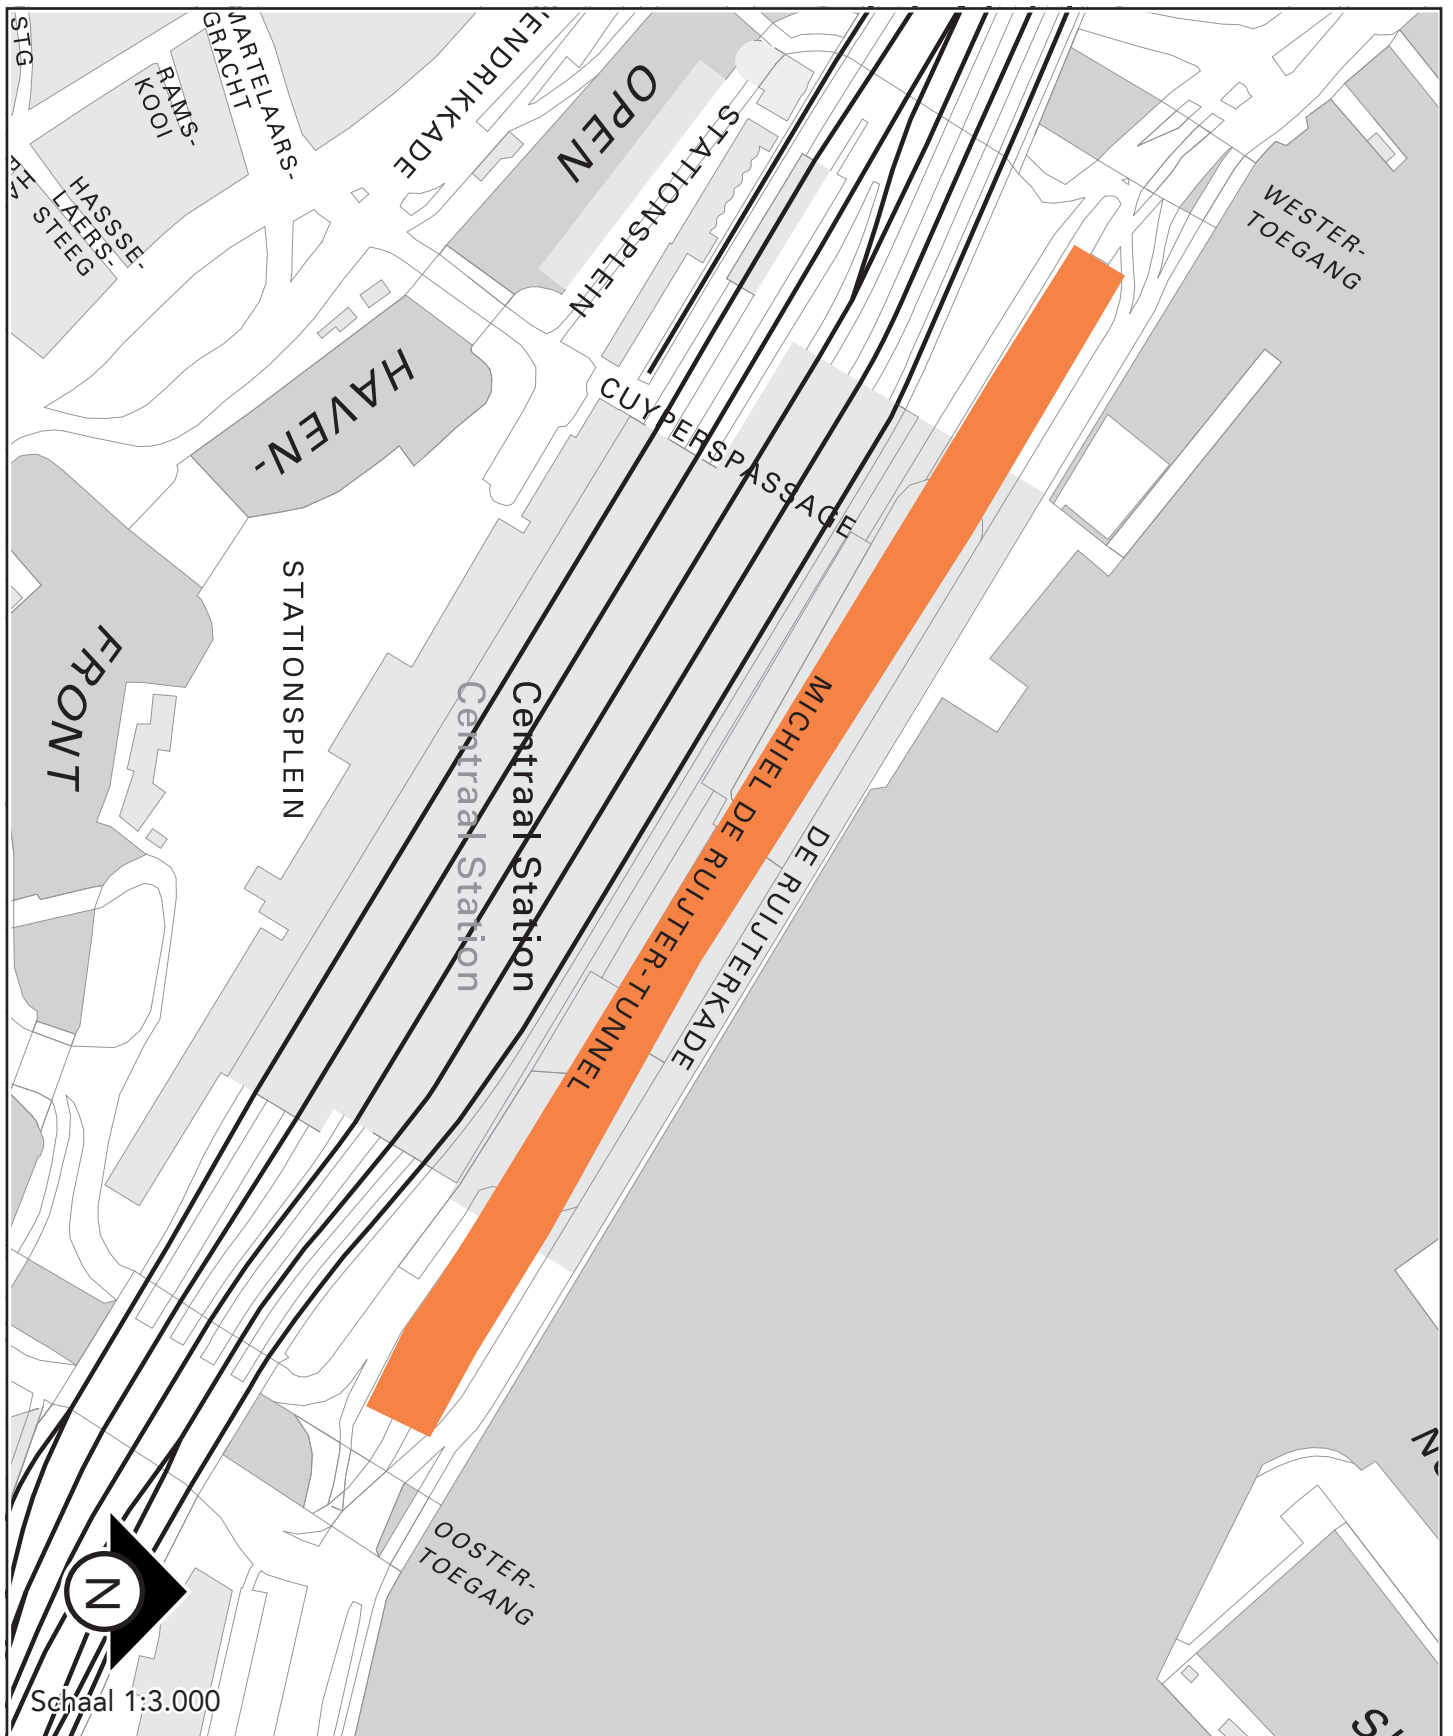 STG
MARTELAARS-
GRACHT
RAMS-
KOOI
HASSSE-
LAERS-
STEEG
HENDRIKKADE
OPEN
HAVEN-
FRONT
STATIONSPLEIN
STATIONSPLEIN
CUYPERSPASSAGE
WESTER-
TOEGANG
Centraal Station
Centraal Station
MICHIEL DE RUIJTER-TUNNEL
DE RUIJTERKADE
OOSTER-
TOEGANG
N
Schaal 1:3.000